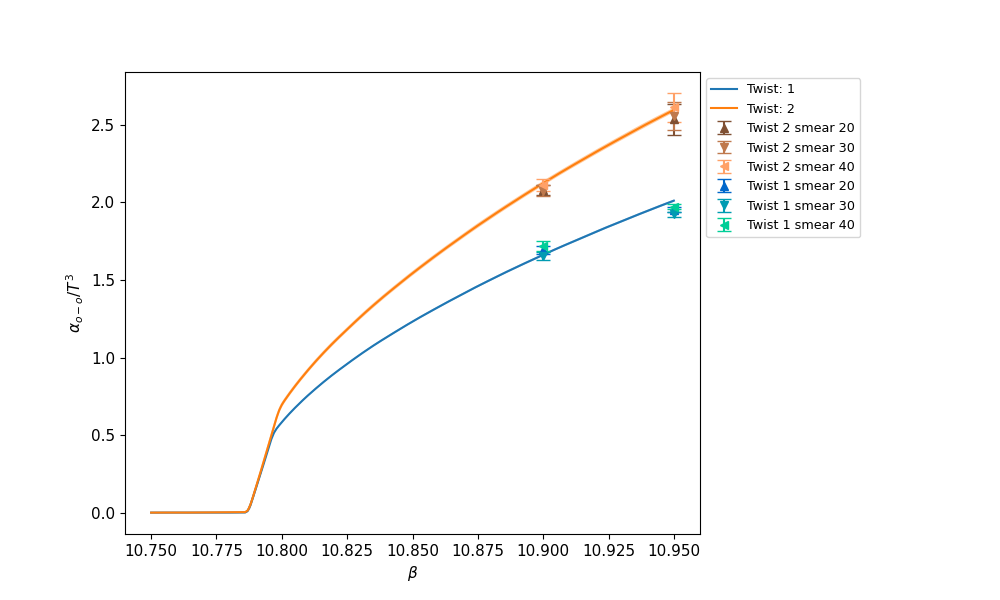 2.5
2.0
1.5
1.0
0.5
0.0
α_{o-o}/T^3
10.750 10.775 10.800 10.825 10.850 10.875 10.900 10.925 10.950
β
Twist: 1
Twist: 2
Twist 2 smear 20
Twist 2 smear 30
Twist 2 smear 40
Twist 1 smear 20
Twist 1 smear 30
Twist 1 smear 40